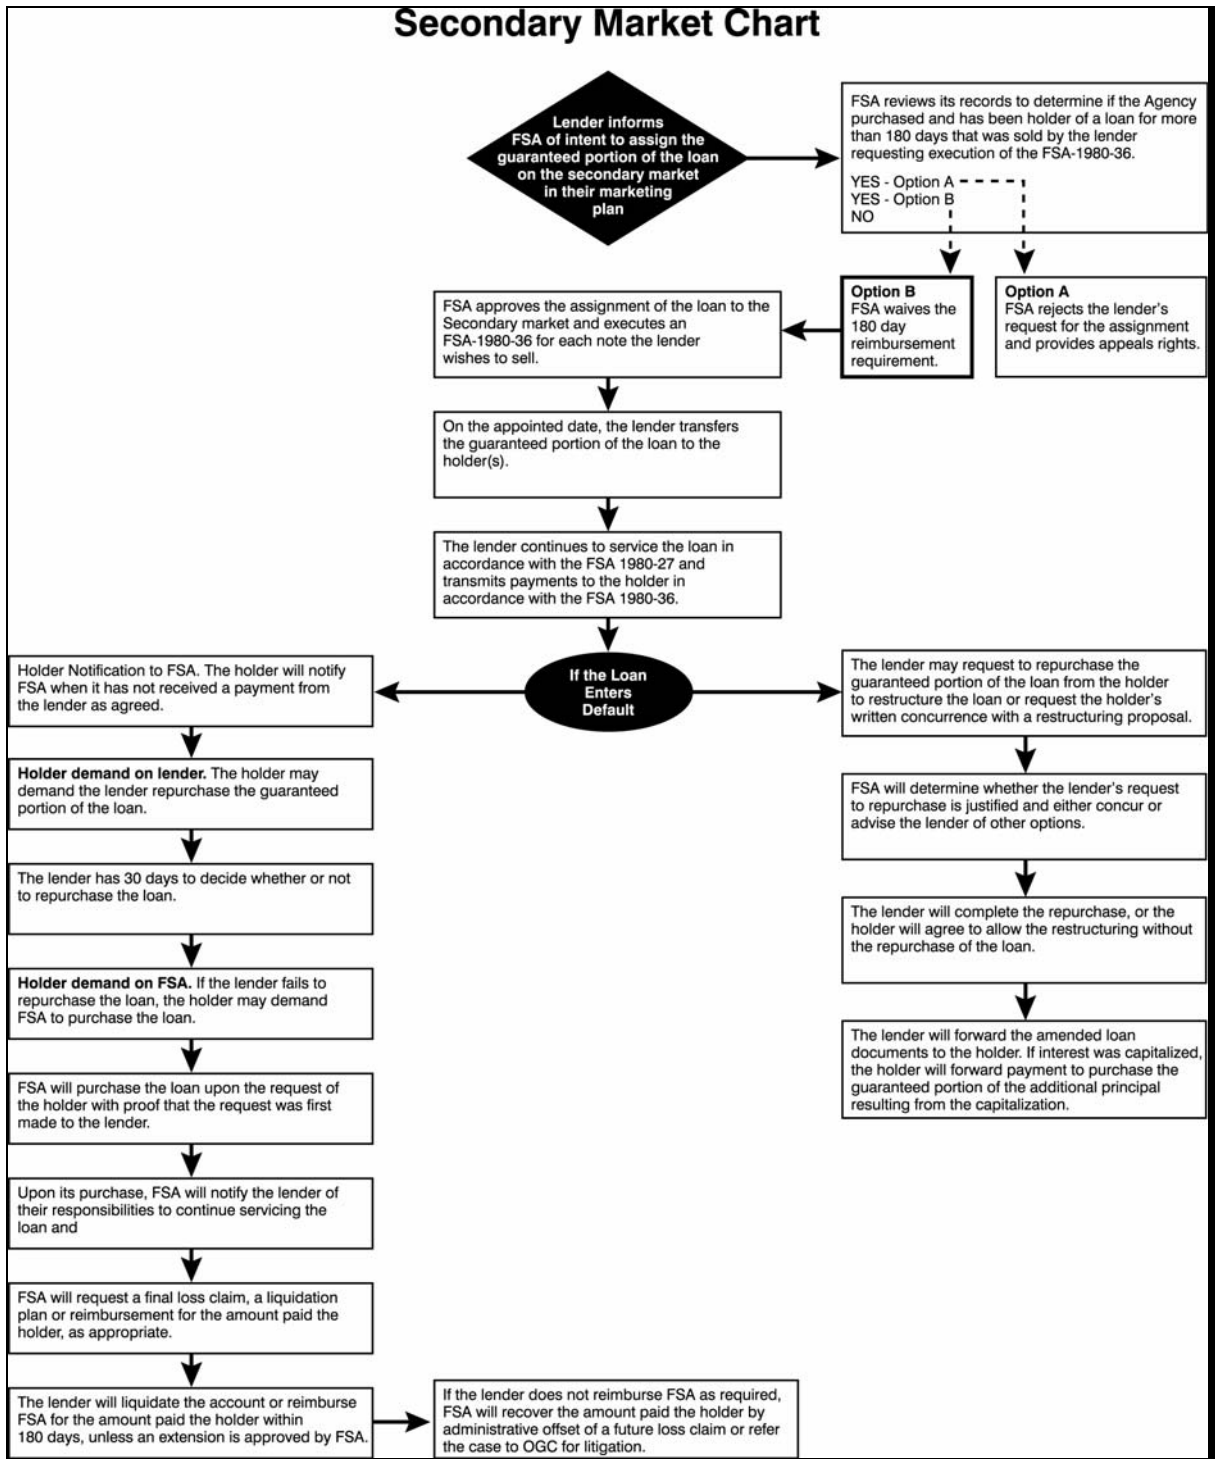 Secondary Market Chart
Lender informs
FSA of intent to assign the
guaranteed portion of the loan
on the secondary market
in their marketing
plan
FSA reviews its records to determine if the Agency
purchased and has been holder of a loan for more
than 180 days that was sold by the lender
requesting execution of the FSA-1980-36.
YES - Option A
YES - Option B
NO
Option B
FSA waives the
180 day
reimbursement
requirement.
Option A
FSA rejects the lender's
request for the assignment
and provides appeals rights.
FSA approves the assignment of the loan to the
Secondary market and executes an
FSA-1980-36 for each note the lender
wishes to sell.
On the appointed date, the lender transfers
the guaranteed portion of the loan to the
holder(s).
The lender continues to service the loan in
accordance with the FSA 1980-27 and
transmits payments to the holder in
accordance with the FSA 1980-36.
If the Loan
Enters
Default
Holder Notification to FSA. The holder will notify
FSA when it has not received a payment from
the lender as agreed.
Holder demand on lender. The holder may
demand the lender repurchase the guaranteed
portion of the loan.
The lender has 30 days to decide whether or not
to repurchase the loan.
Holder demand on FSA. If the lender fails to
repurchase the loan, the holder may demand
FSA to purchase the loan.
FSA will purchase the loan upon the request of
the holder with proof that the request was first
made to the lender.
Upon its purchase, FSA will notify the lender of
their responsibilities to continue servicing the
loan and
FSA will request a final loss claim, a liquidation
plan or reimbursement for the amount paid the
holder, as appropriate.
The lender will liquidate the account or reimburse
FSA for the amount paid the holder within
180 days, unless an extension is approved by FSA.
If the lender does not reimburse FSA as required,
FSA will recover the amount paid the holder by
administrative offset of a future loss claim or refer
the case to OGC for litigation.
The lender may request to repurchase the
guaranteed portion of the loan from the holder
to restructure the loan or request the holder's
written concurrence with a restructuring proposal.
FSA will determine whether the lender's request
to repurchase is justified and either concur or
advise the lender of other options.
The lender will complete the repurchase, or the
holder will agree to allow the restructuring without
the repurchase of the loan.
The lender will forward the amended loan
documents to the holder. If interest was capitalized,
the holder will forward payment to purchase the
guaranteed portion of the additional principal
resulting from the capitalization.